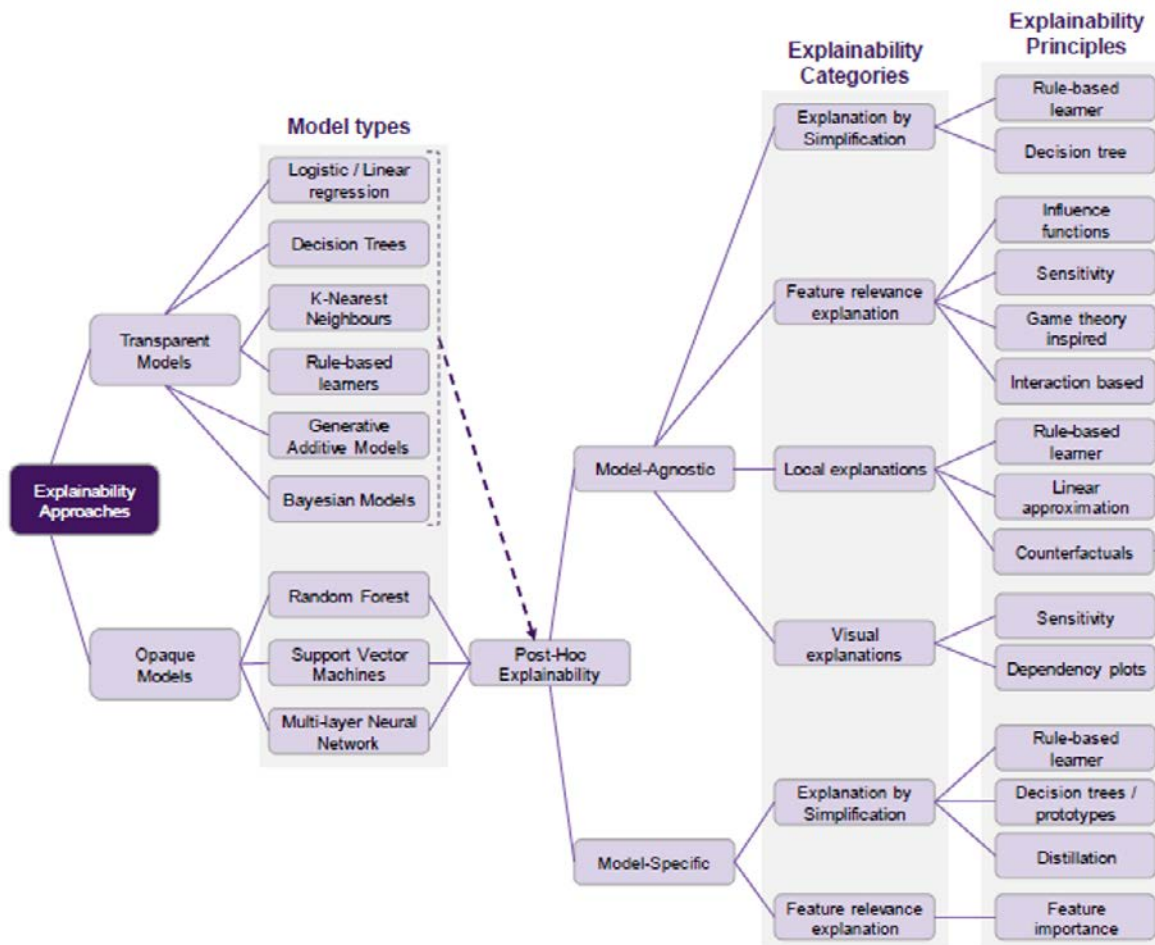 Explainability
Principles
Explainability
Categories
Model types
Explainability
Approaches
Transparent
Models
Opaque
Models
Logistic / Linear
regression
Decision Trees
K-Nearest
Neighbours
Rule-based
learners
Generative
Additive Models
Bayesian Models
Random Forest
Support Vector
Machines
Multi-layer Neural
Network
Post-Hoc
Explainability
Model-Agnostic
Model-Specific
Explanation by
Simplification
Feature relevance
explanation
Local explanations
Visual
explanations
Explanation by
Simplification
Feature relevance
explanation
Rule-based
learner
Decision tree
Influence
functions
Sensitivity
Game theory
inspired
Interaction based
Rule-based
learner
Linear
approximation
Counterfactuals
Sensitivity
Dependency plots
Rule-based
learner
Decision trees /
prototypes
Distillation
Feature
importance